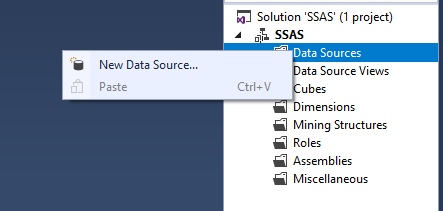 Solution 'SSAS' (1 project)
SSAS
Data Sources
New Data Source...
Data Source Views
Paste Ctrl+V
Cubes
Dimensions
Mining Structures
Roles
Assemblies
Miscellaneous